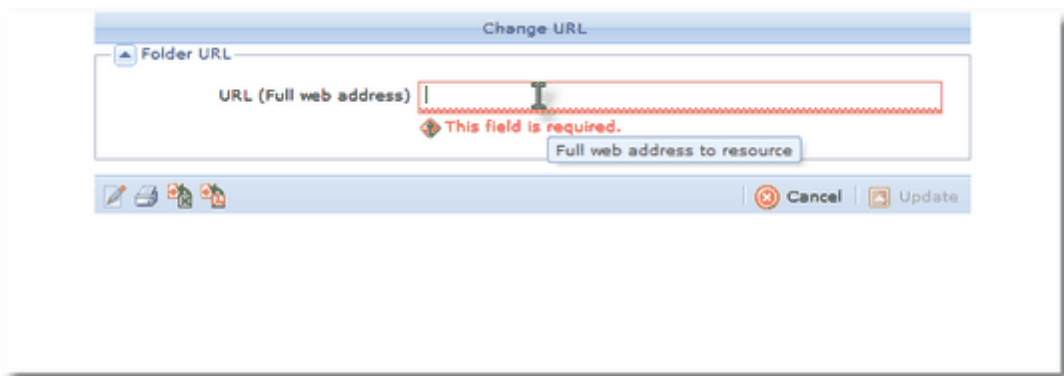 Change URL
Folder URL
URL (Full web address)
This field is required.
Full web address to resource
Cancel
Update